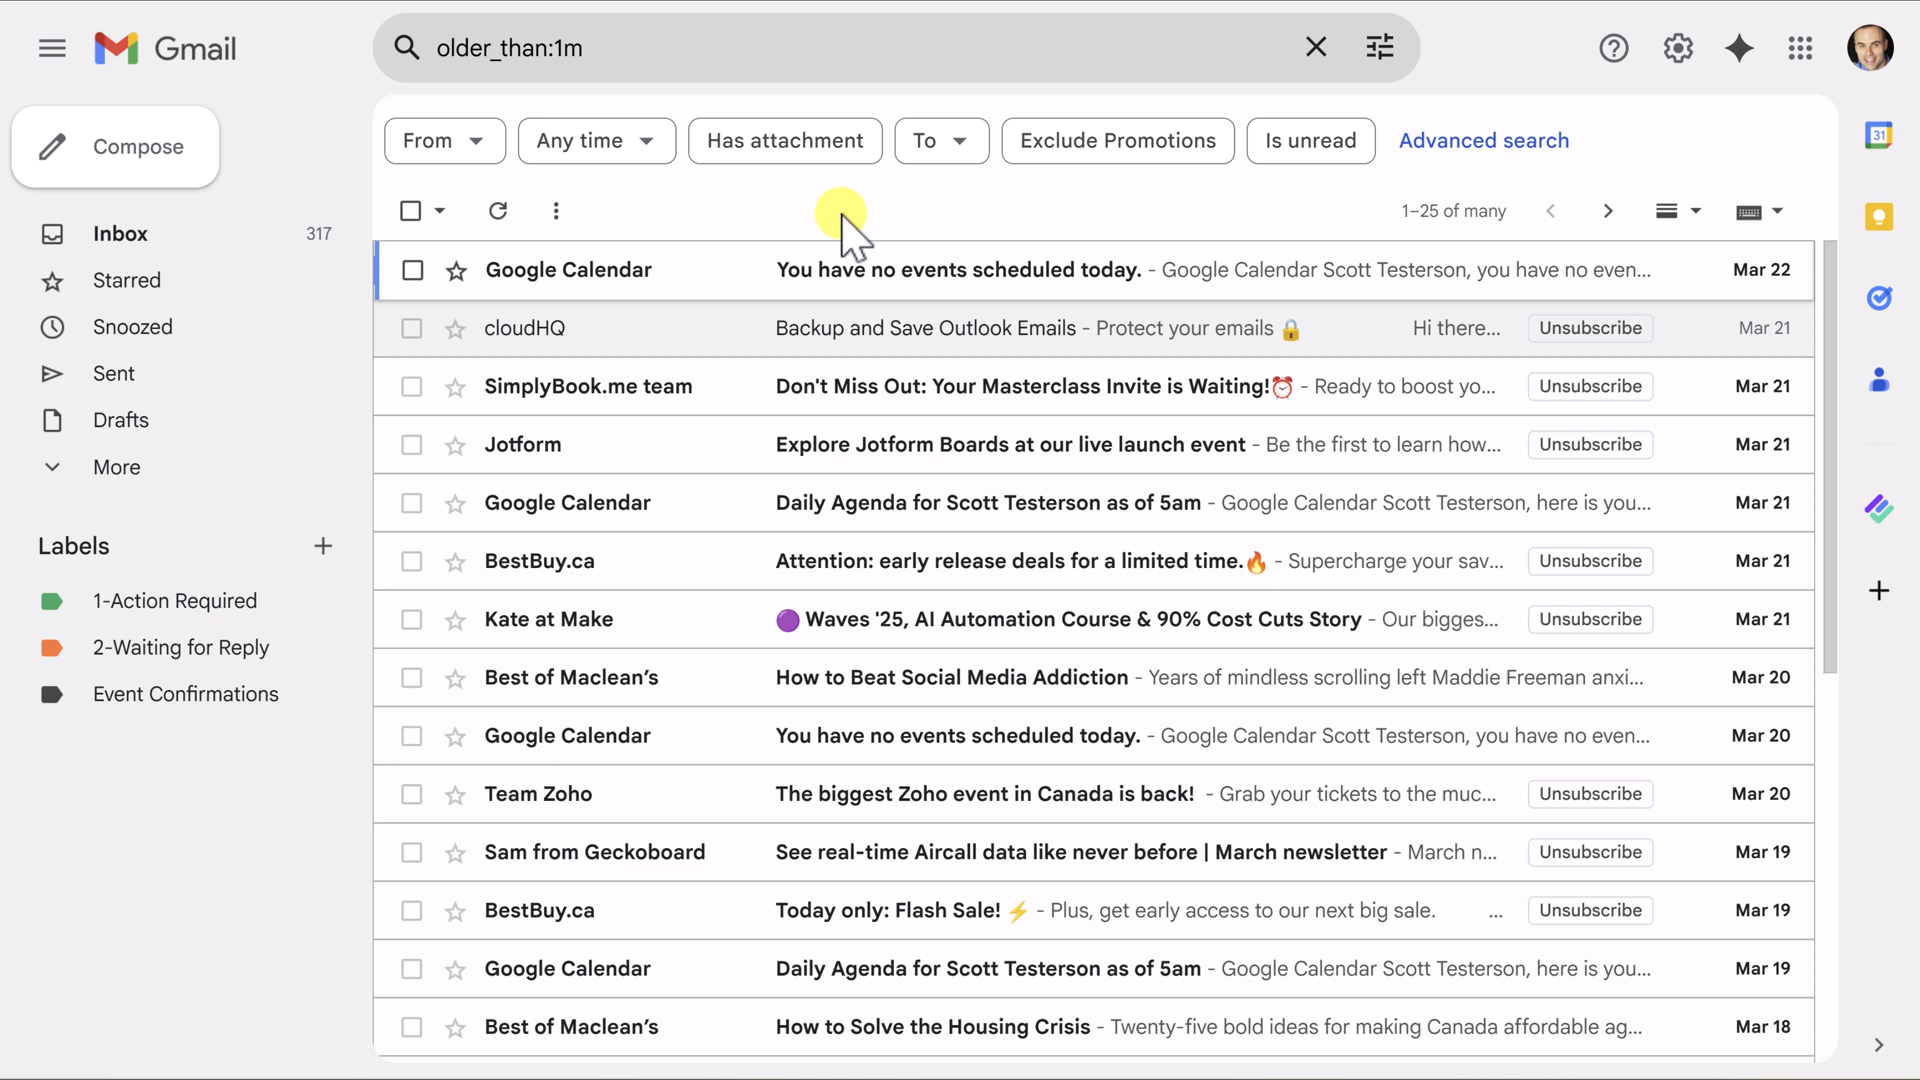 Gmail
older_than:1m
Compose
Inbox 317
Starred
Snoozed
Sent
Drafts
More
Labels
1-Action Required
2-Waiting for Reply
Event Confirmations
From Any time Has attachment To Exclude Promotions Is unread Advanced search
1–25 of many
Google Calendar You have no events scheduled today. - Google Calendar Scott Testerson, you have no even... Mar 22
cloudHQ Backup and Save Outlook Emails - Protect your emails 🔒 Hi there... Unsubscribe Mar 21
SimplyBook.me team Don't Miss Out: Your Masterclass Invite is Waiting!⏰ - Ready to boost yo... Unsubscribe Mar 21
Jotform Explore Jotform Boards at our live launch event - Be the first to learn how... Unsubscribe Mar 21
Google Calendar Daily Agenda for Scott Testerson as of 5am - Google Calendar Scott Testerson, here is you... Mar 21
BestBuy.ca Attention: early release deals for a limited time.🔥 - Supercharge your sav... Unsubscribe Mar 21
Kate at Make 🟣 Waves '25, AI Automation Course & 90% Cost Cuts Story - Our bigges... Unsubscribe Mar 21
Best of Maclean's How to Beat Social Media Addiction - Years of mindless scrolling left Maddie Freeman anxi... Mar 20
Google Calendar You have no events scheduled today. - Google Calendar Scott Testerson, you have no even... Mar 20
Team Zoho The biggest Zoho event in Canada is back! - Grab your tickets to the muc... Unsubscribe Mar 20
Sam from Geckoboard See real-time Aircall data like never before | March newsletter - March n... Unsubscribe Mar 19
BestBuy.ca Today only: Flash Sale! ⚡ - Plus, get early access to our next big sale. ... Unsubscribe Mar 19
Google Calendar Daily Agenda for Scott Testerson as of 5am - Google Calendar Scott Testerson, here is you... Mar 19
Best of Maclean's How to Solve the Housing Crisis - Twenty-five bold ideas for making Canada affordable ag... Mar 18
31